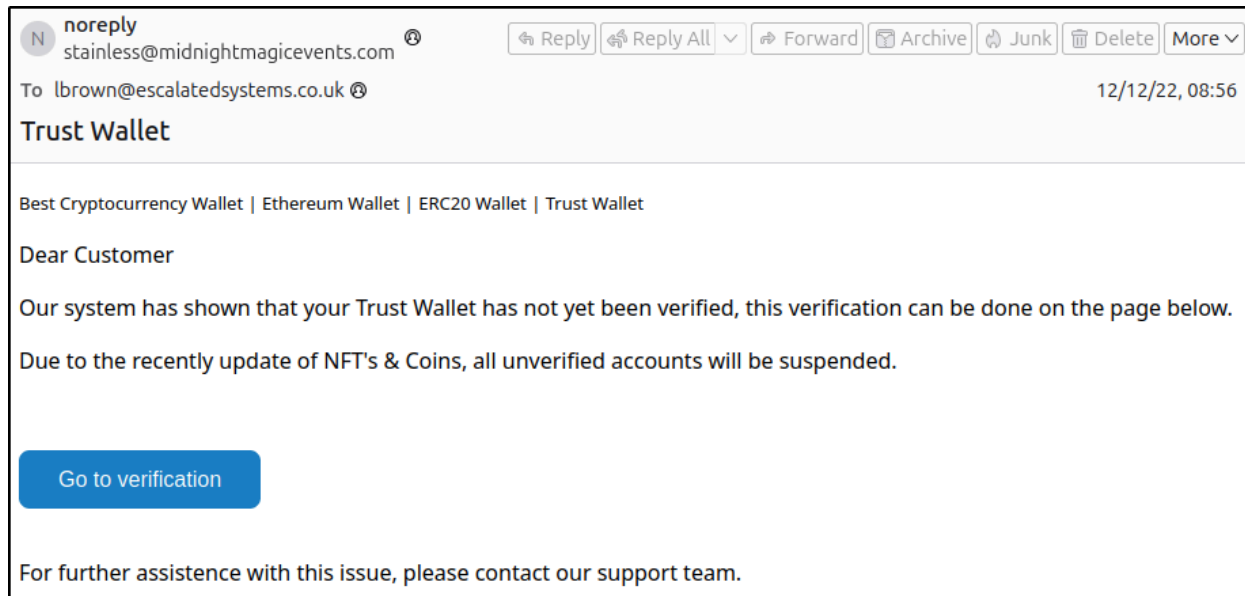 N
noreply
stainless@midnightmagicevents.com
Reply Reply All Forward Archive Junk Delete More
To lbrown@escalatedsystems.co.uk 12/12/22, 08:56
Trust Wallet
Best Cryptocurrency Wallet | Ethereum Wallet | ERC20 Wallet | Trust Wallet
Dear Customer
Our system has shown that your Trust Wallet has not yet been verified, this verification can be done on the page below.
Due to the recently update of NFT's & Coins, all unverified accounts will be suspended.
Go to verification
For further assistence with this issue, please contact our support team.